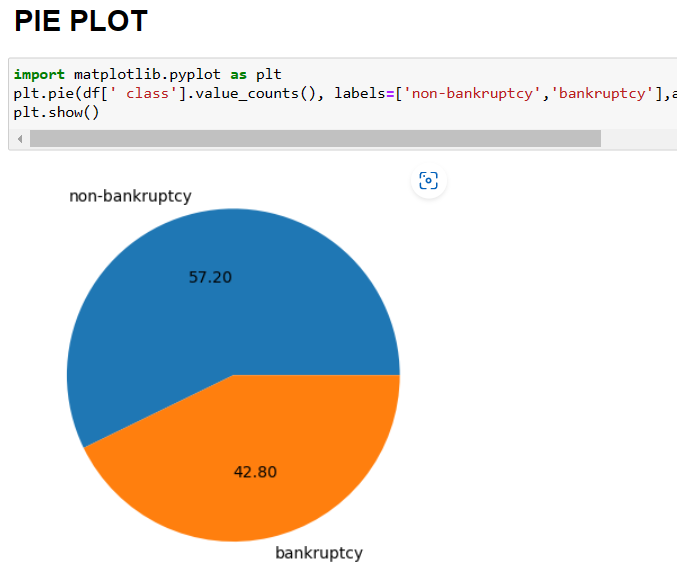 PIE PLOT
import matplotlib.pyplot as plt
plt.pie(df[' class'].value_counts(), labels=['non-bankruptcy','bankruptcy'],a
plt.show()
non-bankruptcy
57.20
42.80
bankruptcy